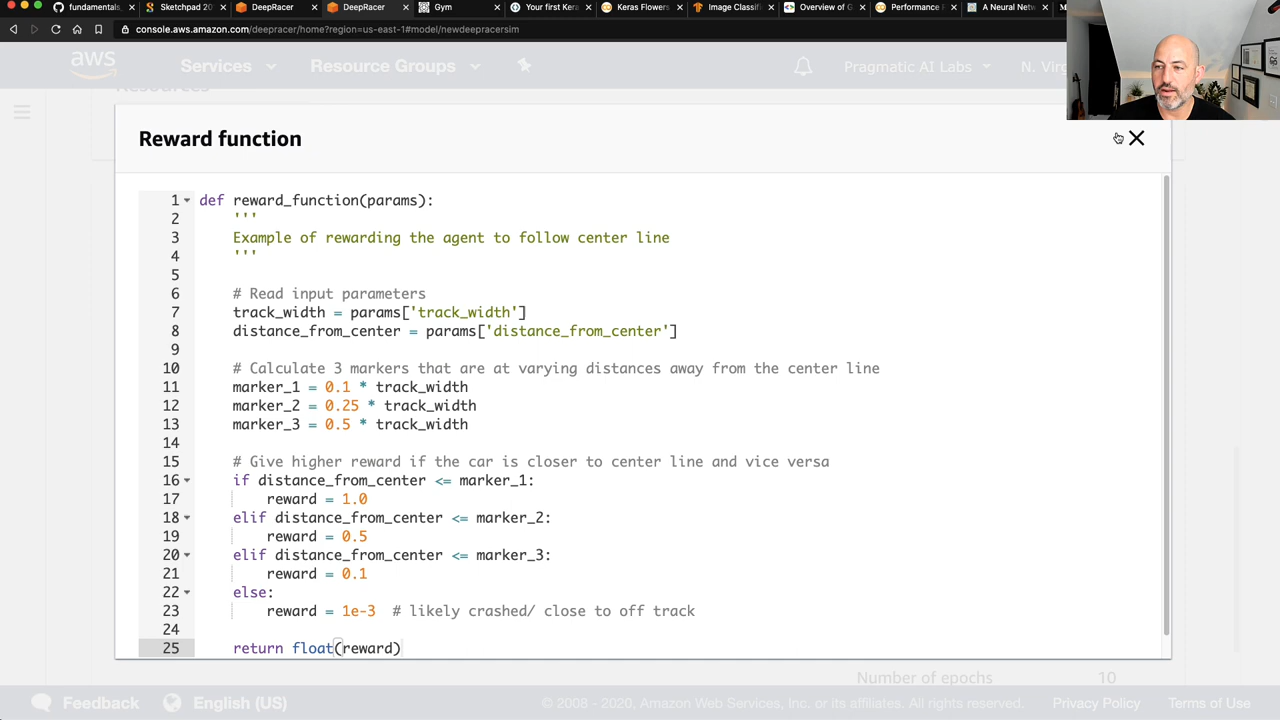 fundamentals,
Sketchpad 20
DeepRacer
DeepRacer
Gym
Your first Kera
Keras Flowers
Image Classifi
Overview of G
Performance F
A Neural Netw
console.aws.amazon.com/deepracer/home?region=us-east-1#model/newdeepracersim
aws
Services
Resource Groups
Pragmatic AI Labs
N. Virg
Resources
Reward function
1 def reward_function(params):
2 '''
3 Example of rewarding the agent to follow center line
4 '''
5
6 # Read input parameters
7 track_width = params['track_width']
8 distance_from_center = params['distance_from_center']
9
10 # Calculate 3 markers that are at varying distances away from the center line
11 marker_1 = 0.1 * track_width
12 marker_2 = 0.25 * track_width
13 marker_3 = 0.5 * track_width
14
15 # Give higher reward if the car is closer to center line and vice versa
16 if distance_from_center <= marker_1:
17 reward = 1.0
18 elif distance_from_center <= marker_2:
19 reward = 0.5
20 elif distance_from_center <= marker_3:
21 reward = 0.1
22 else:
23 reward = 1e-3 # likely crashed/ close to off track
24
25 return float(reward)
Number of epochs 10
Feedback
English (US)
© 2008 - 2020, Amazon Web Services, Inc. or its affiliates. All rights reserved.
Privacy Policy
Terms of Use